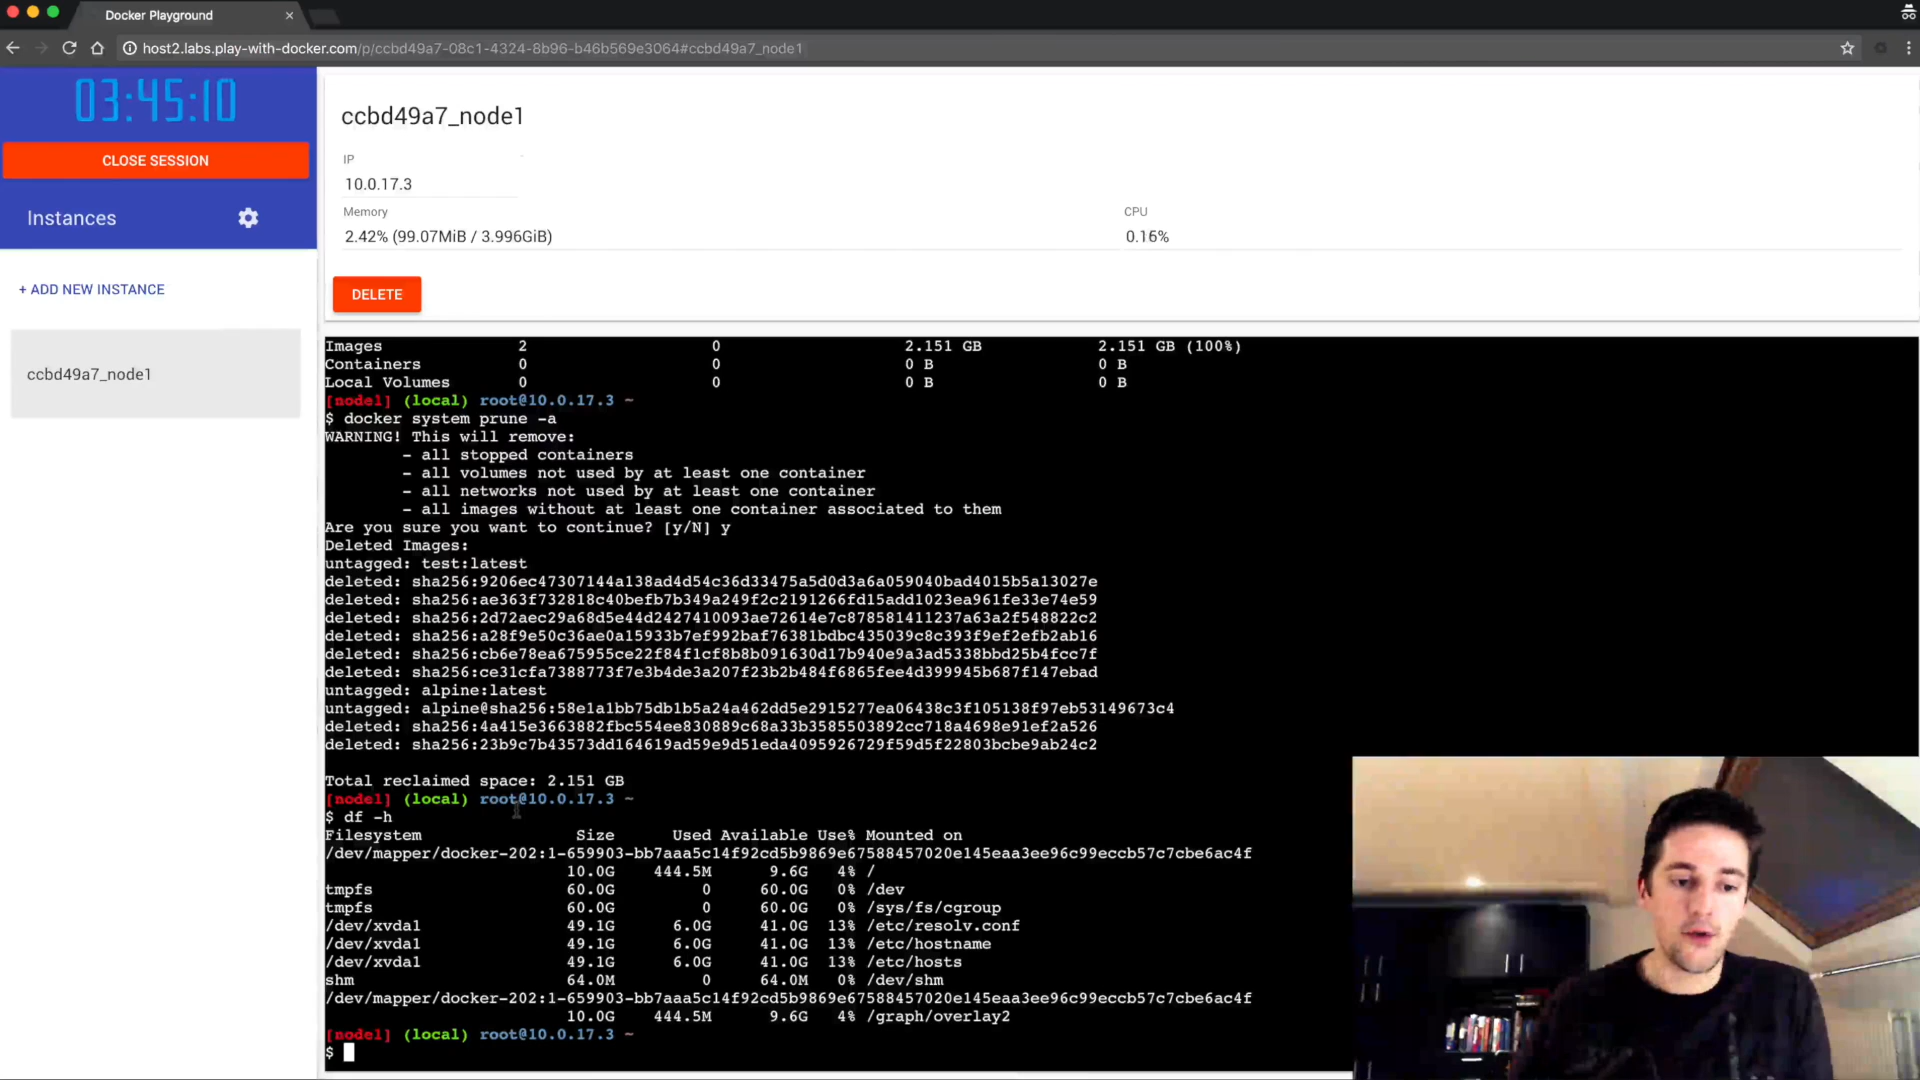 Docker Playground
host2.labs.play-with-docker.com/p/ccbd49a7-08c1-4324-8b96-b46b569e3064#ccbd49a7_node1
03:45:10
CLOSE SESSION
Instances
+ ADD NEW INSTANCE
ccbd49a7_node1
ccbd49a7_node1
IP
10.0.17.3
Memory
CPU
2.42% (99.07MiB / 3.996GiB)
0.16%
DELETE
Images 2 0 2.151 GB 2.151 GB (100%)
Containers 0 0 0 B 0 B
Local Volumes 0 0 0 B 0 B
[node1] (local) root@10.0.17.3 ~
$ docker system prune -a
WARNING! This will remove:
- all stopped containers
- all volumes not used by at least one container
- all networks not used by at least one container
- all images without at least one container associated to them
Are you sure you want to continue? [y/N] y
Deleted Images:
untagged: test:latest
deleted: sha256:9206ec47307144a138ad4d54c36d33475a5d0d3a6a059040bad4015b5a13027e
deleted: sha256:ae363f732818c40befb7b349a249f2c2191266fd15add1023ea961fe33e74e59
deleted: sha256:2d72aec29a68d5e44d2427410093ae72614e7c878581411237a63a2f548822c2
deleted: sha256:a28f9e50c36ae0a15933b7ef992baf76381bdbc435039c8c393f9ef2efb2ab16
deleted: sha256:cb6e78ea675955ce22f84f1cf8b8b091630d17b940e9a3ad5338bbd25b4fcc7f
deleted: sha256:ce31cfa7388773f7e3b4de3a207f23b2b484f6865fee4d399945b687f147ebad
untagged: alpine:latest
untagged: alpine@sha256:58e1a1bb75db1b5a24a462dd5e2915277ea06438c3f105138f97eb53149673c4
deleted: sha256:4a415e3663882fbc554ee830889c68a33b3585503892cc718a4698e91ef2a526
deleted: sha256:23b9c7b43573dd164619ad59e9d51eda4095926729f59d5f22803bcbe9ab24c2
Total reclaimed space: 2.151 GB
[node1] (local) root@10.0.17.3 ~
$ df -h
Filesystem Size Used Available Use% Mounted on
/dev/mapper/docker-202:1-659903-bb7aaa5c14f92cd5b9869e67588457020e145eaa3ee96c99eccb57c7cbe6ac4f
10.0G 444.5M 9.6G 4% /
tmpfs 60.0G 0 60.0G 0% /dev
tmpfs 60.0G 0 60.0G 0% /sys/fs/cgroup
/dev/xvda1 49.1G 6.0G 41.0G 13% /etc/resolv.conf
/dev/xvda1 49.1G 6.0G 41.0G 13% /etc/hostname
/dev/xvda1 49.1G 6.0G 41.0G 13% /etc/hosts
shm 64.0M 0 64.0M 0% /dev/shm
/dev/mapper/docker-202:1-659903-bb7aaa5c14f92cd5b9869e67588457020e145eaa3ee96c99eccb57c7cbe6ac4f
10.0G 444.5M 9.6G 4% /graph/overlay2
[node1] (local) root@10.0.17.3 ~
$